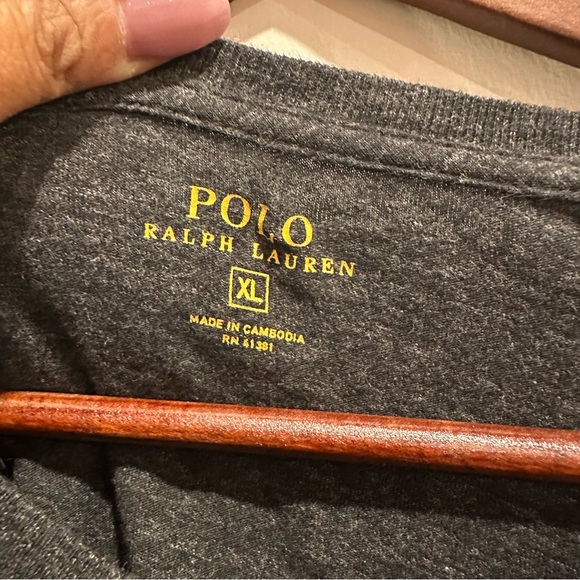 POLO
RALPH LAUREN
XL
MADE IN CAMBODIA
RN 41381